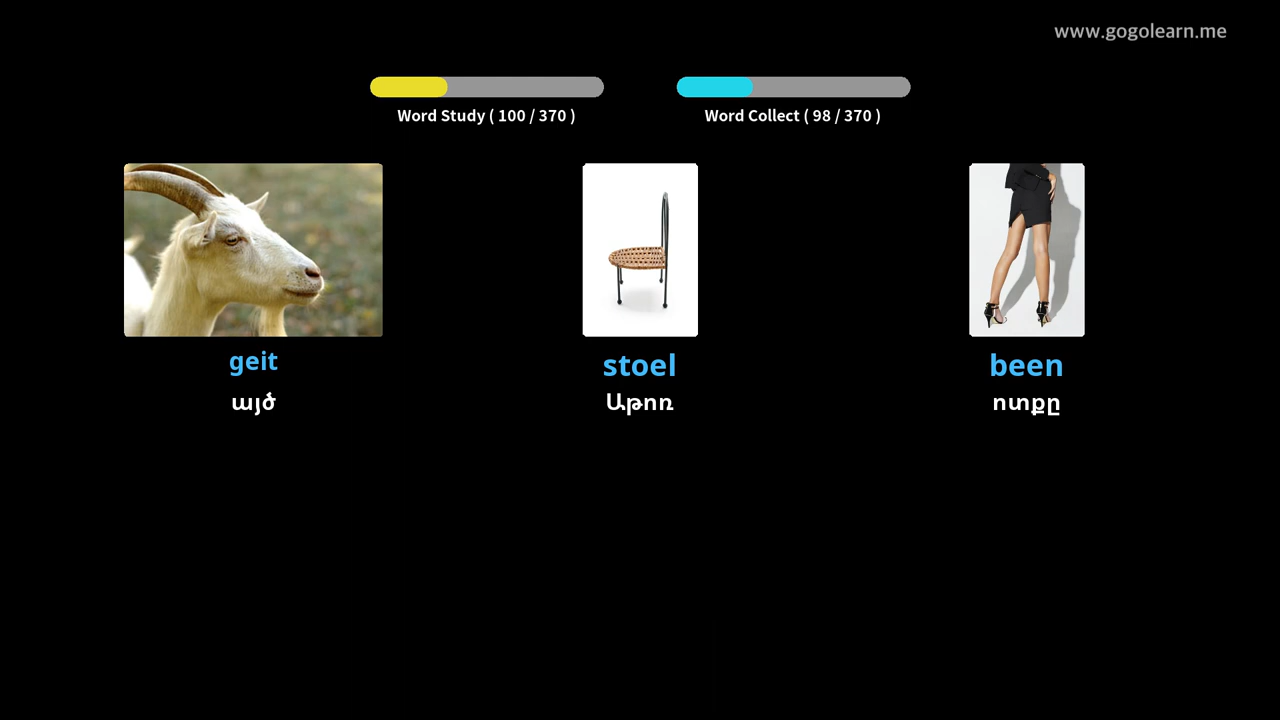 www.gogolearn.me
Word Study ( 100 / 370 )
Word Collect ( 98 / 370 )
geit
այծ
stoel
Աթոռ
been
ոտքը